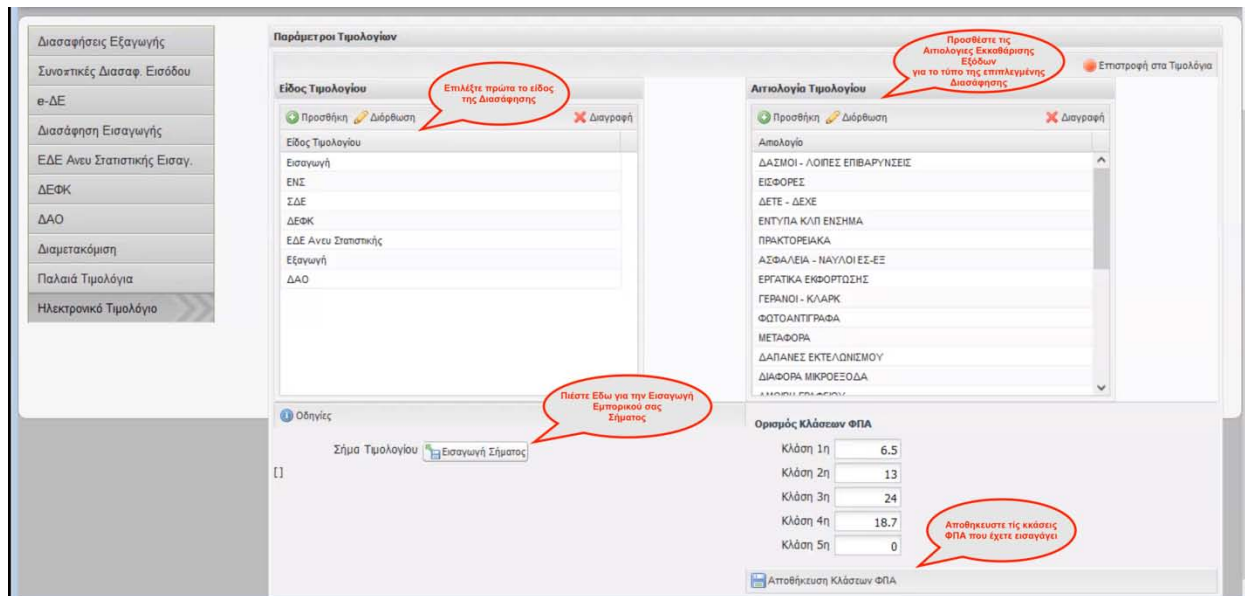 Διασαφήσεις Εξαγωγής
Συνοπτικές Διασαφ. Εισόδου
e-ΔΕ
Διασάφηση Εισαγωγής
ΕΔΕ Ανευ Στατιστικής Εισαγ.
ΔΕΦΚ
ΔΑΟ
Διαμετακόμιση
Παλαιά Τιμολόγια
Ηλεκτρονικό Τιμολόγιο
Παράμετροι Τιμολογίων
Προσθέστε τις
Αιτιολογιες Εκκοθάρισης
Εξόδων
για το τύπο της επιπλεγμένης
Διασάφησης
Επιστροφή στα Τιμολόγια
Είδος Τιμολογίου
Επιλέξτε πρώτα το είδος
της Διασάφησης
Προσθήκη Διόρθωση Διαγραφή
Είδος Τιμολογίου
Εισαγωγή
ΕΝΣ
ΣΔΕ
ΔΕΦΚ
ΕΔΕ Ανευ Στατιστικής
Εξαγωγή
ΔΑΟ
Αιτιολογία Τιμολογίου
Προσθήκη Διόρθωση Διαγραφή
Αιτιολογία
ΔΑΣΜΟΙ - ΛΟΙΠΕΣ ΕΠΙΒΑΡΥΝΣΕΙΣ
ΕΙΣΦΟΡΕΣ
ΔΕΤΕ - ΔΕΧΕ
ΕΝΤΥΠΑ ΚΛΠ ΕΝΣΗΜΑ
ΠΡΑΚΤΟΡΕΙΑΚΑ
ΑΣΦΑΛΕΙΑ - ΝΑΥΛΟΙ ΕΣ-ΕΞ
ΕΡΓΑΤΙΚΑ ΕΚΦΟΡΤΩΣΗΣ
ΓΕΡΑΝΟΙ - ΚΛΑΡΚ
ΦΩΤΟΑΝΤΙΓΡΑΦΑ
ΜΕΤΑΦΟΡΑ
ΔΑΠΑΝΕΣ ΕΚΤΕΛΩΝΙΣΜΟΥ
ΔΙΑΦΟΡΑ ΜΙΚΡΟΕΞΟΔΑ
Οδηγίες
Πιέστε Εδω για την Εισαγωγή
Εμπορικού σας
Σήματος
Σήμα Τιμολογίου Εισαγωγή Σήματος
[]
Ορισμός Κλάσεων ΦΠΑ
Κλάση 1η 6.5
Κλάση 2η 13
Κλάση 3η 24
Κλάση 4η 18.7
Κλάση 5η 0
Αποθηκευστε τίς κκάσεις
ΦΠΑ που έχετε εισαγάγει
Αποθήκευση Κλάσεων ΦΠΑ